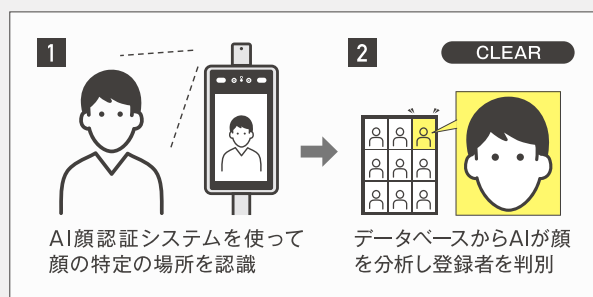 1
AI顔認証システムを使って
顔の特定の場所を認識
2
CLEAR
データベースからAIが顔
を分析し登録者を判別